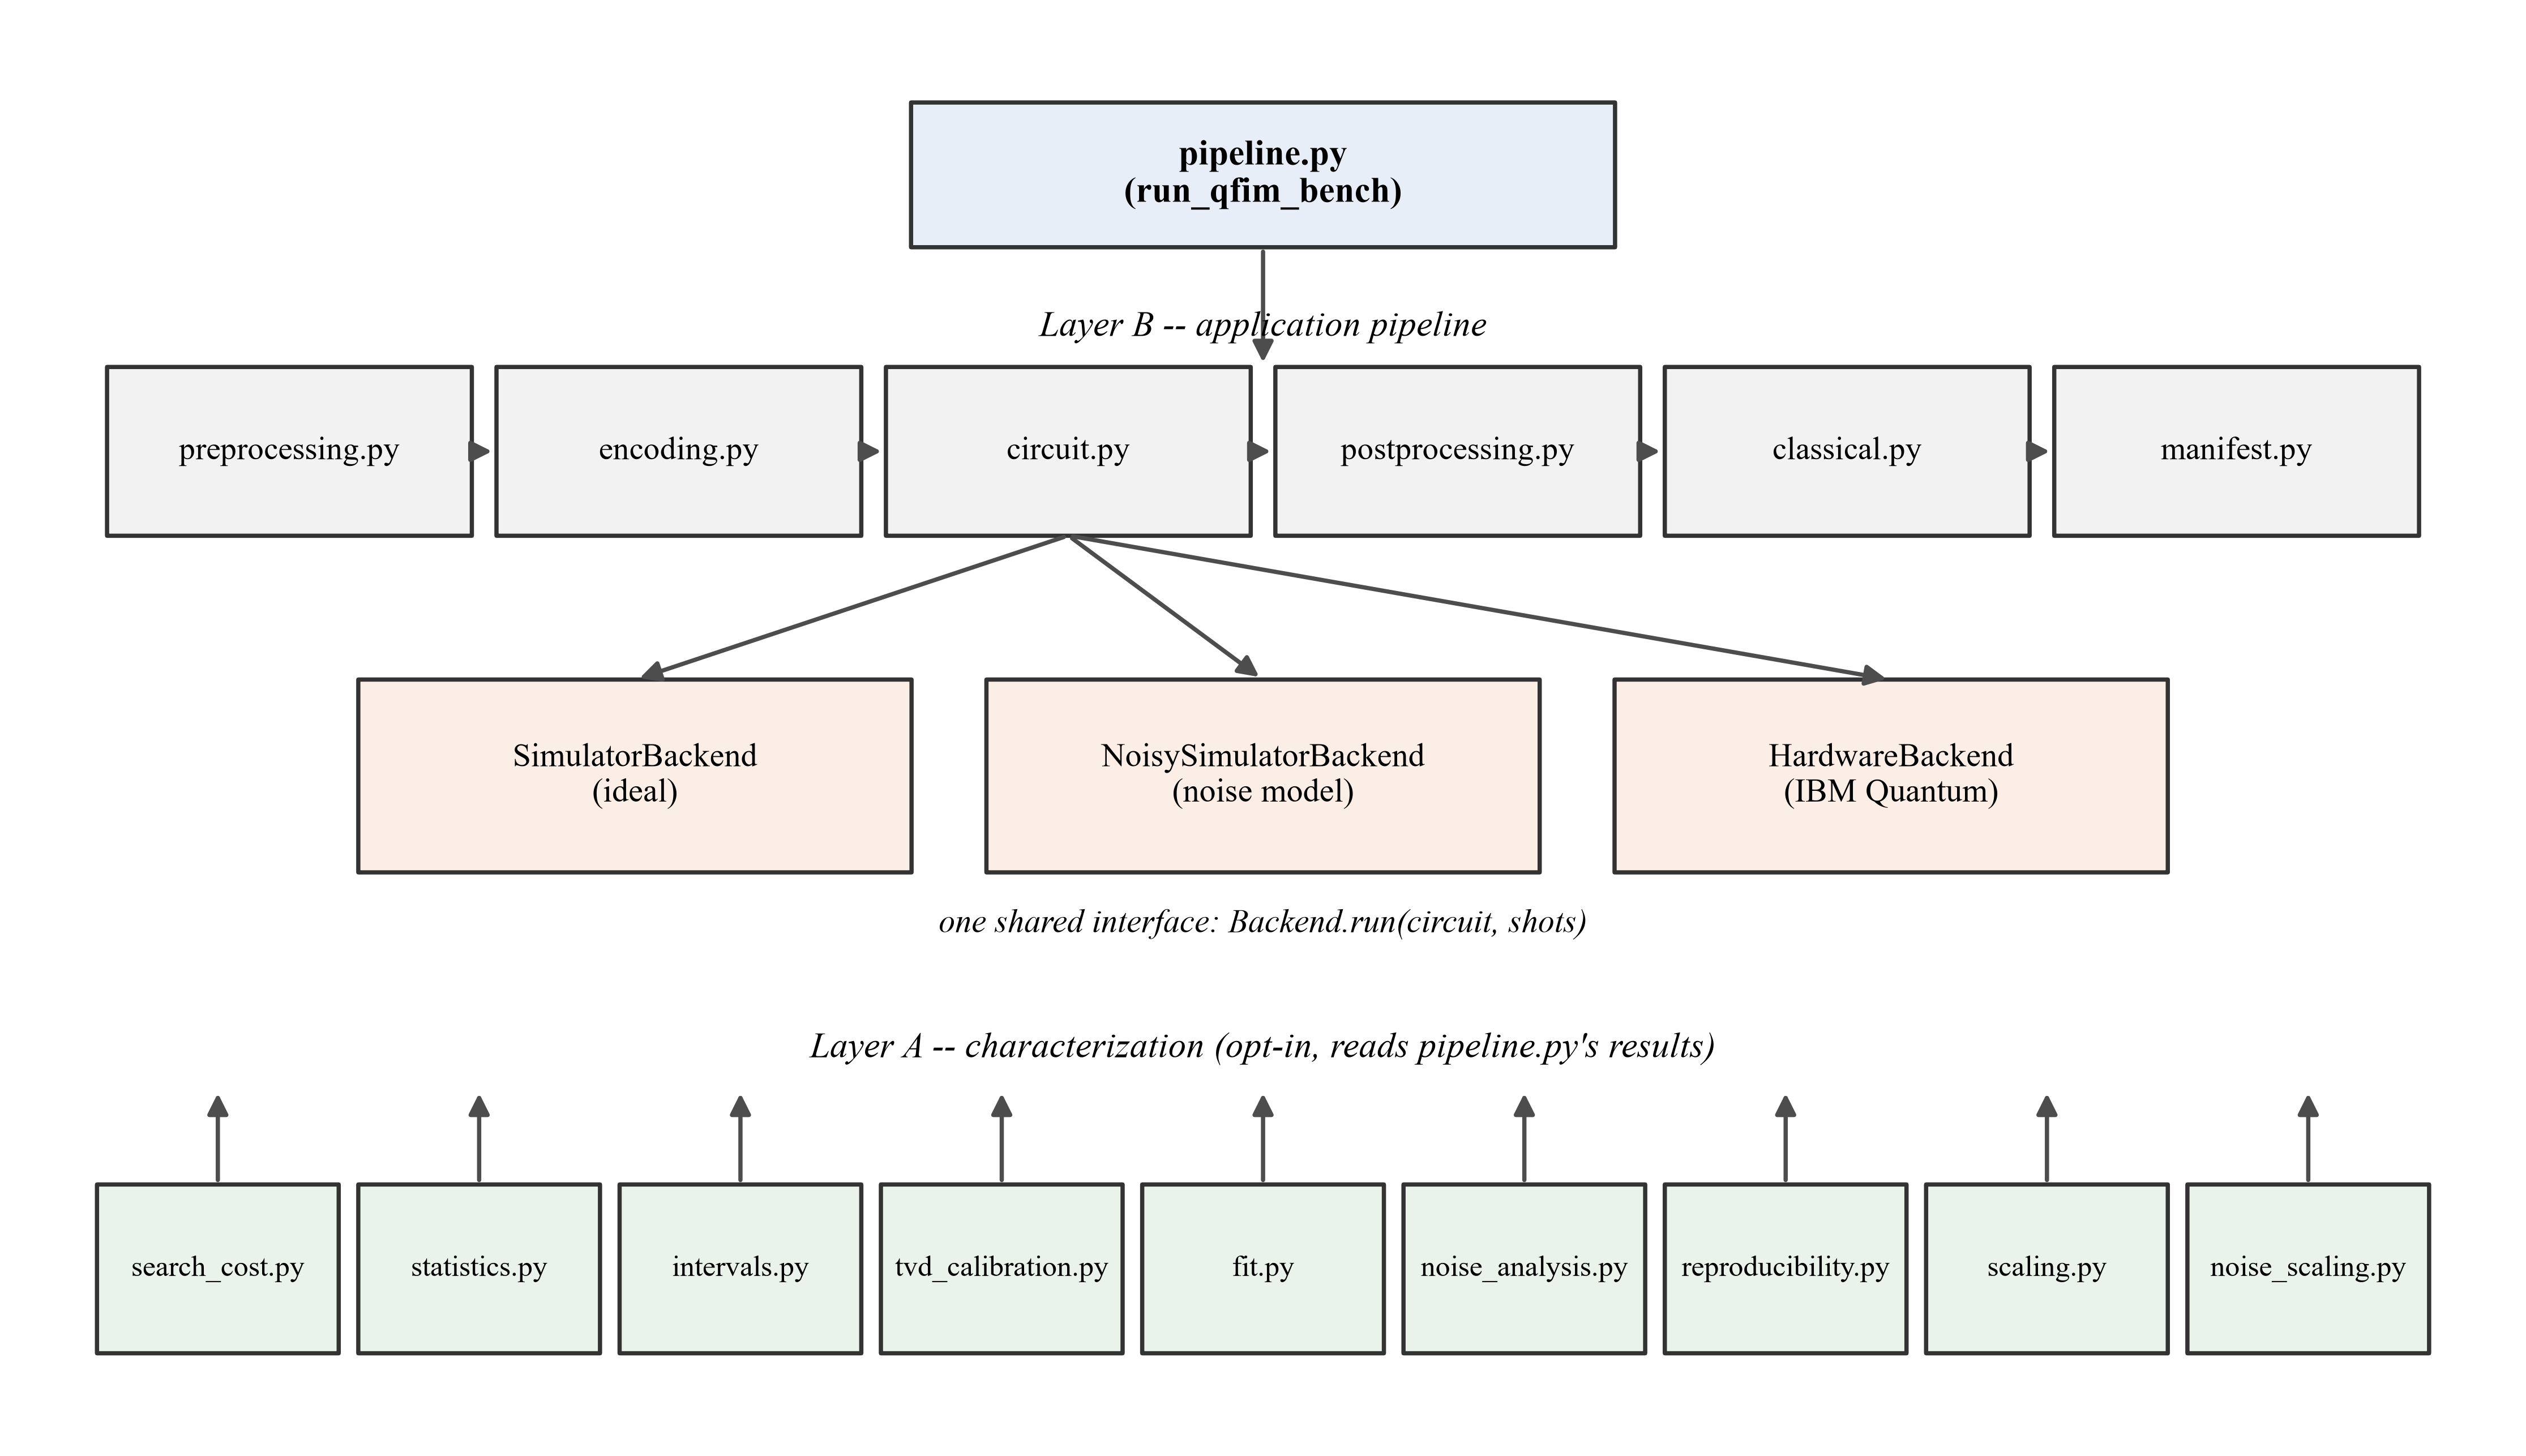 pipeline.py
(run_qfim_bench)
Layer B -- application pipeline
preprocessing.py
encoding.py
circuit.py
postprocessing.py
classical.py
manifest.py
SimulatorBackend
(ideal)
NoisySimulatorBackend
(noise model)
HardwareBackend
(IBM Quantum)
one shared interface: Backend.run(circuit, shots)
Layer A -- characterization (opt-in, reads pipeline.py's results)
search_cost.py
statistics.py
intervals.py
tvd_calibration.py
fit.py
noise_analysis.py
reproducibility.py
scaling.py
noise_scaling.py